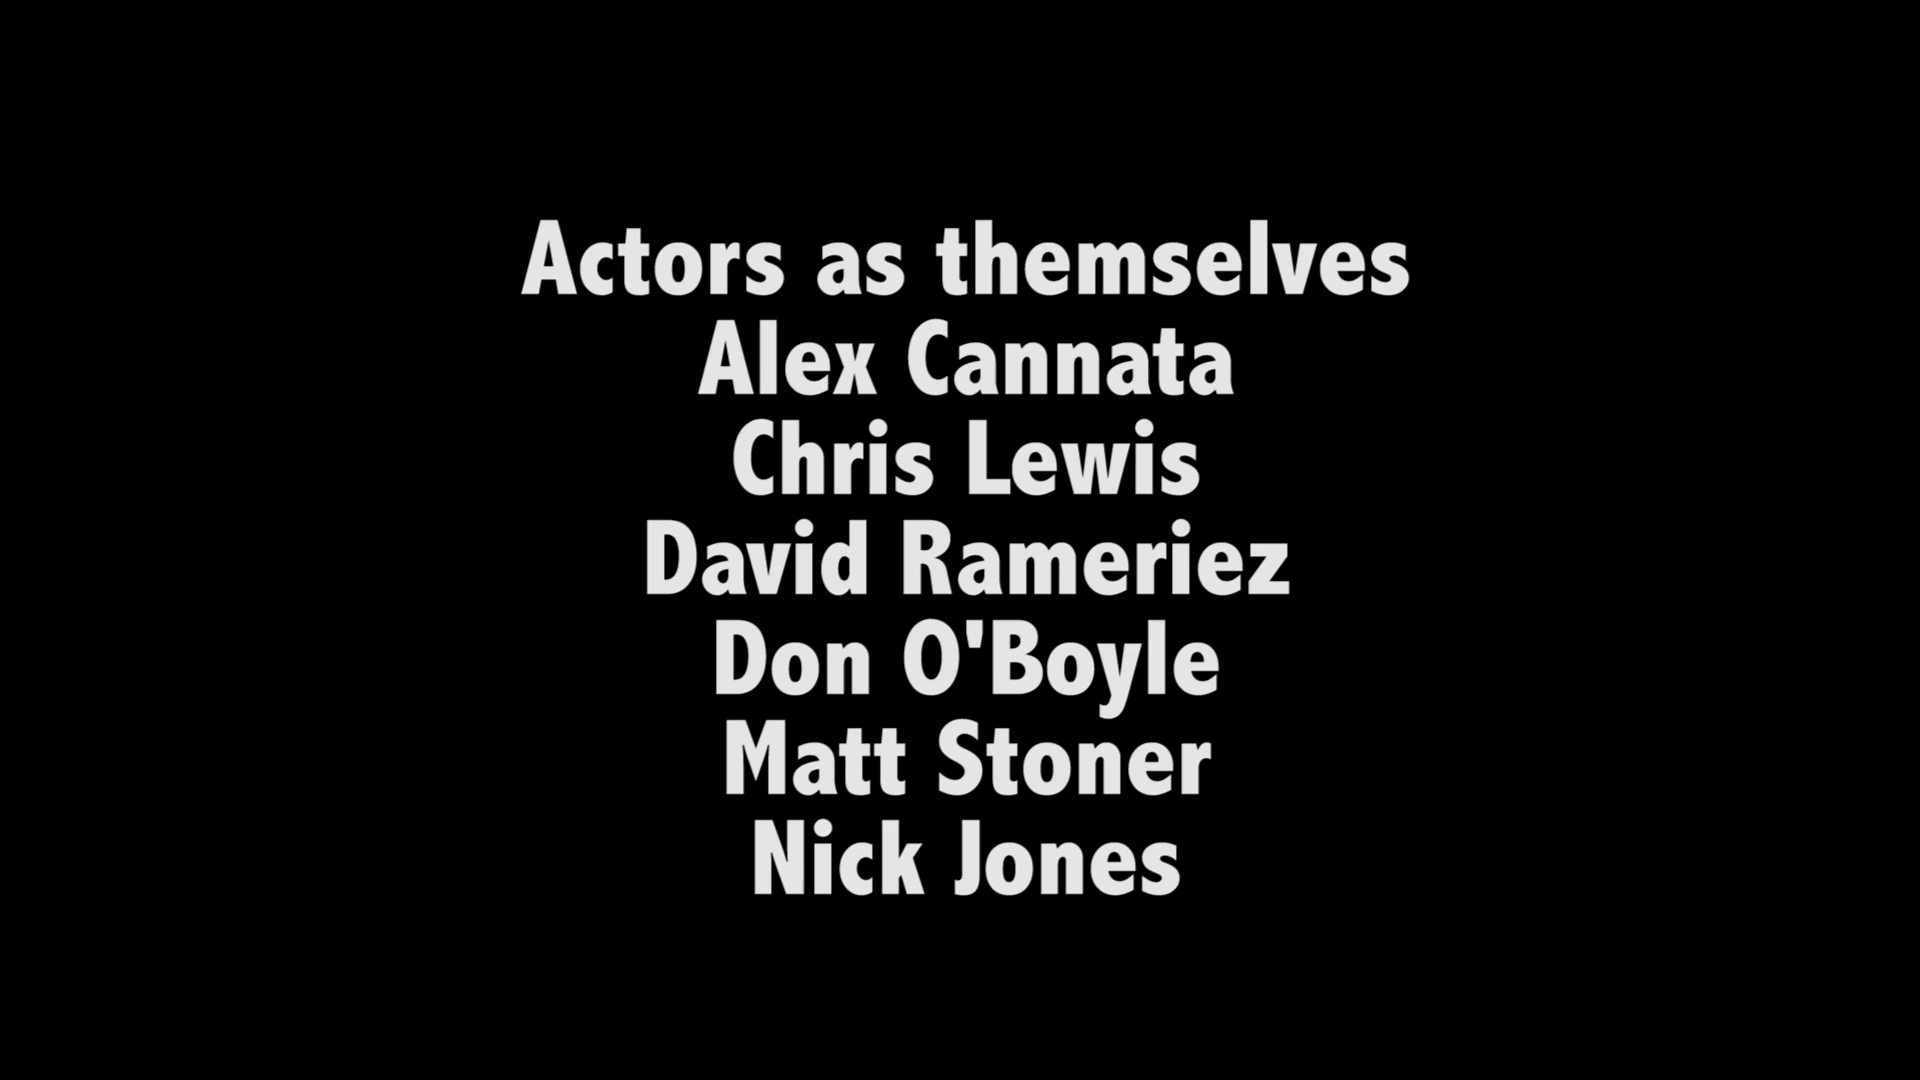 Actors as themselves
Alex Cannata
Chris Lewis
David Rameriez
Don O'Boyle
Matt Stoner
Nick Jones